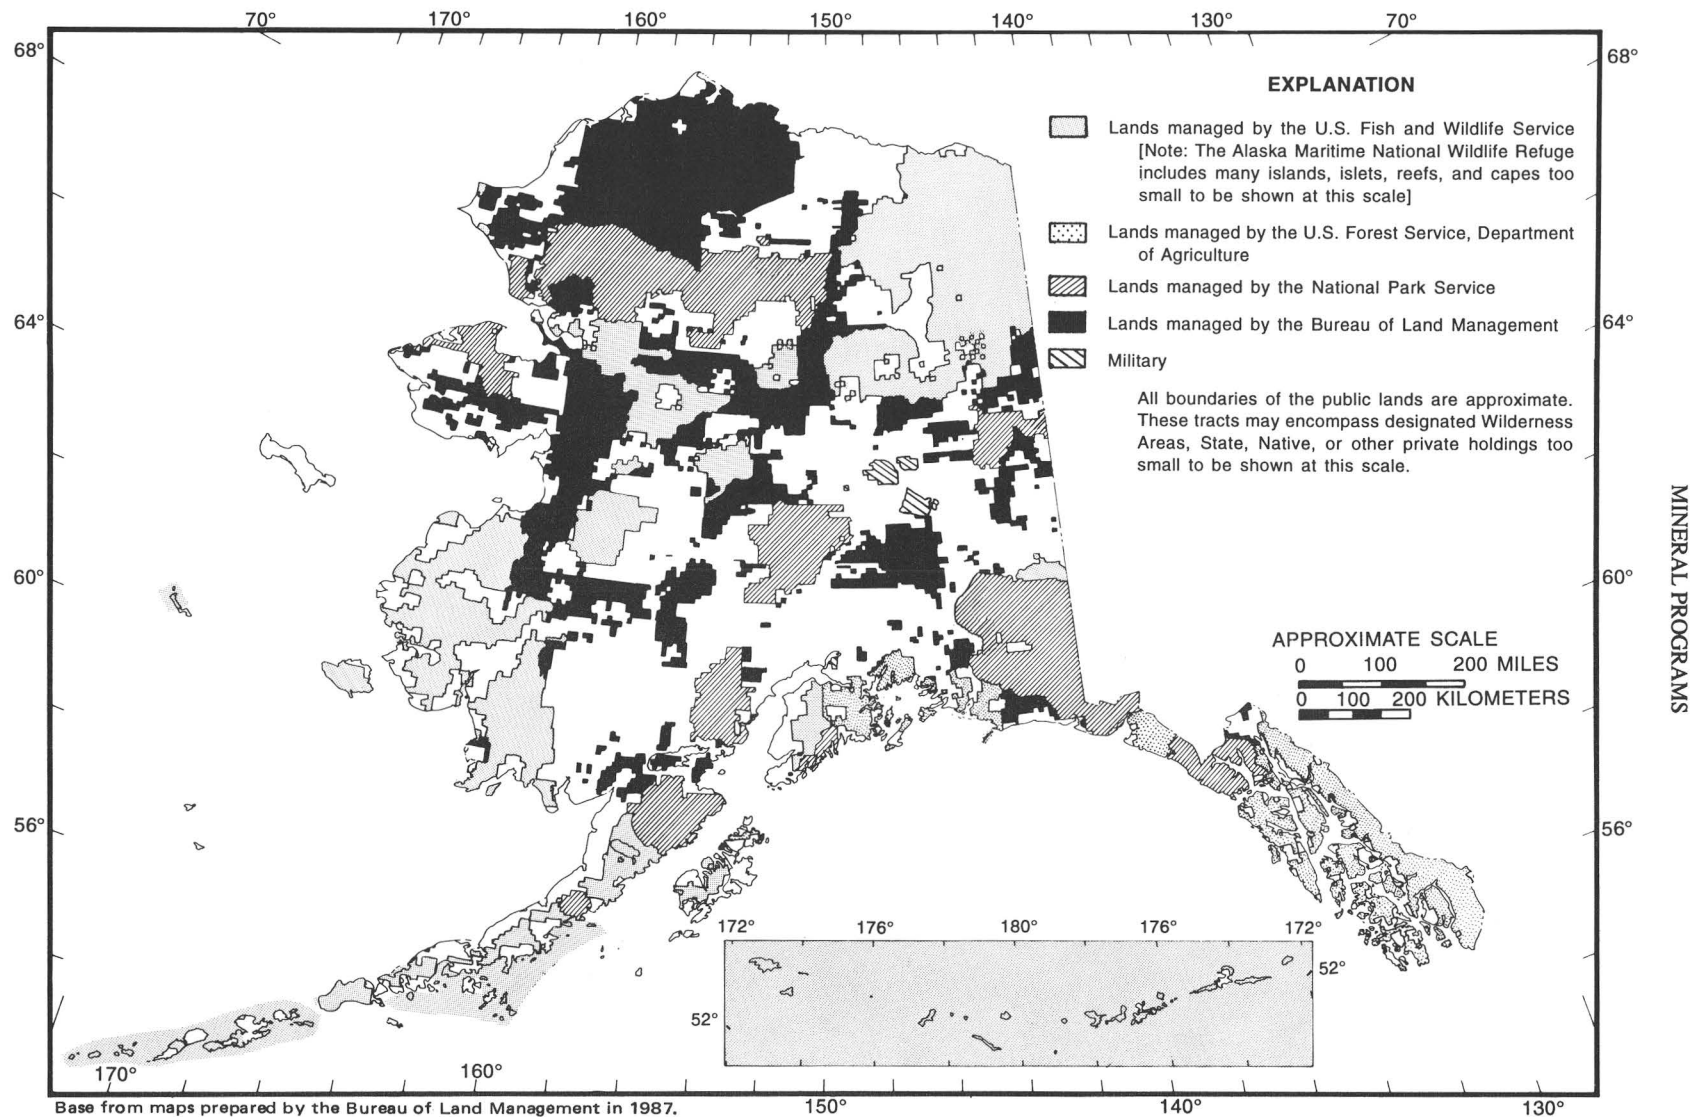 70° 170° 160° 150° 140° 130° 70°
68° 68°
EXPLANATION
Lands managed by the U.S. Fish and Wildlife Service
[Note: The Alaska Maritime National Wildlife Refuge
includes many islands, islets, reefs, and capes too
small to be shown at this scale]
Lands managed by the U.S. Forest Service, Department
of Agriculture
Lands managed by the National Park Service
Lands managed by the Bureau of Land Management
Military
All boundaries of the public lands are approximate.
These tracts may encompass designated Wilderness
Areas, State, Native, or other private holdings too
small to be shown at this scale.
64° 64°
60° 60°
APPROXIMATE SCALE
0 100 200 MILES
0 100 200 KILOMETERS
56° 56°
172° 176° 180° 176° 172°
52°
52°
170° 160° 150° 140° 130°
Base from maps prepared by the Bureau of Land Management in 1987.
MINERAL PROGRAMS